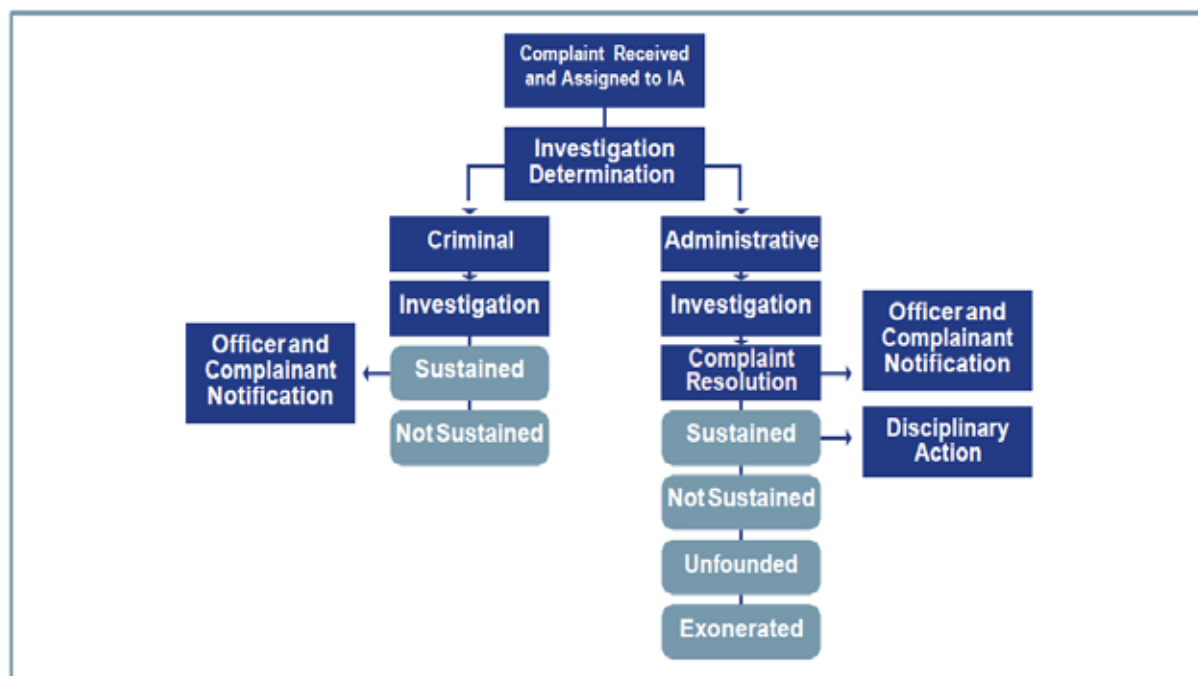 Complaint Received
and Assigned to IA
Investigation
Determination
Criminal
Administrative
Investigation
Investigation
Officer and
Complainant
Notification
Officer and
Complainant
Notification
Sustained
Complaint
Resolution
Not Sustained
Sustained
Disciplinary
Action
Not Sustained
Unfounded
Exonerated